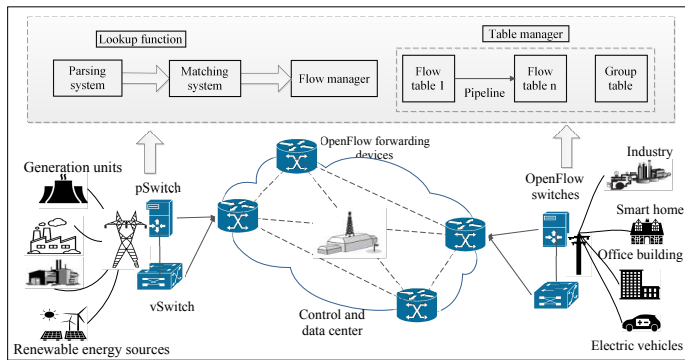 Lookup function
Table manager
Parsing
system
Matching
system
Flow manager
Flow
table 1
Pipeline
Flow
table n
Group
table
OpenFlow forwarding
devices
Generation units
pSwitch
vSwitch
Renewable energy sources
Control and
data center
OpenFlow
switches
Industry
Smart home
Office building
Electric vehicles